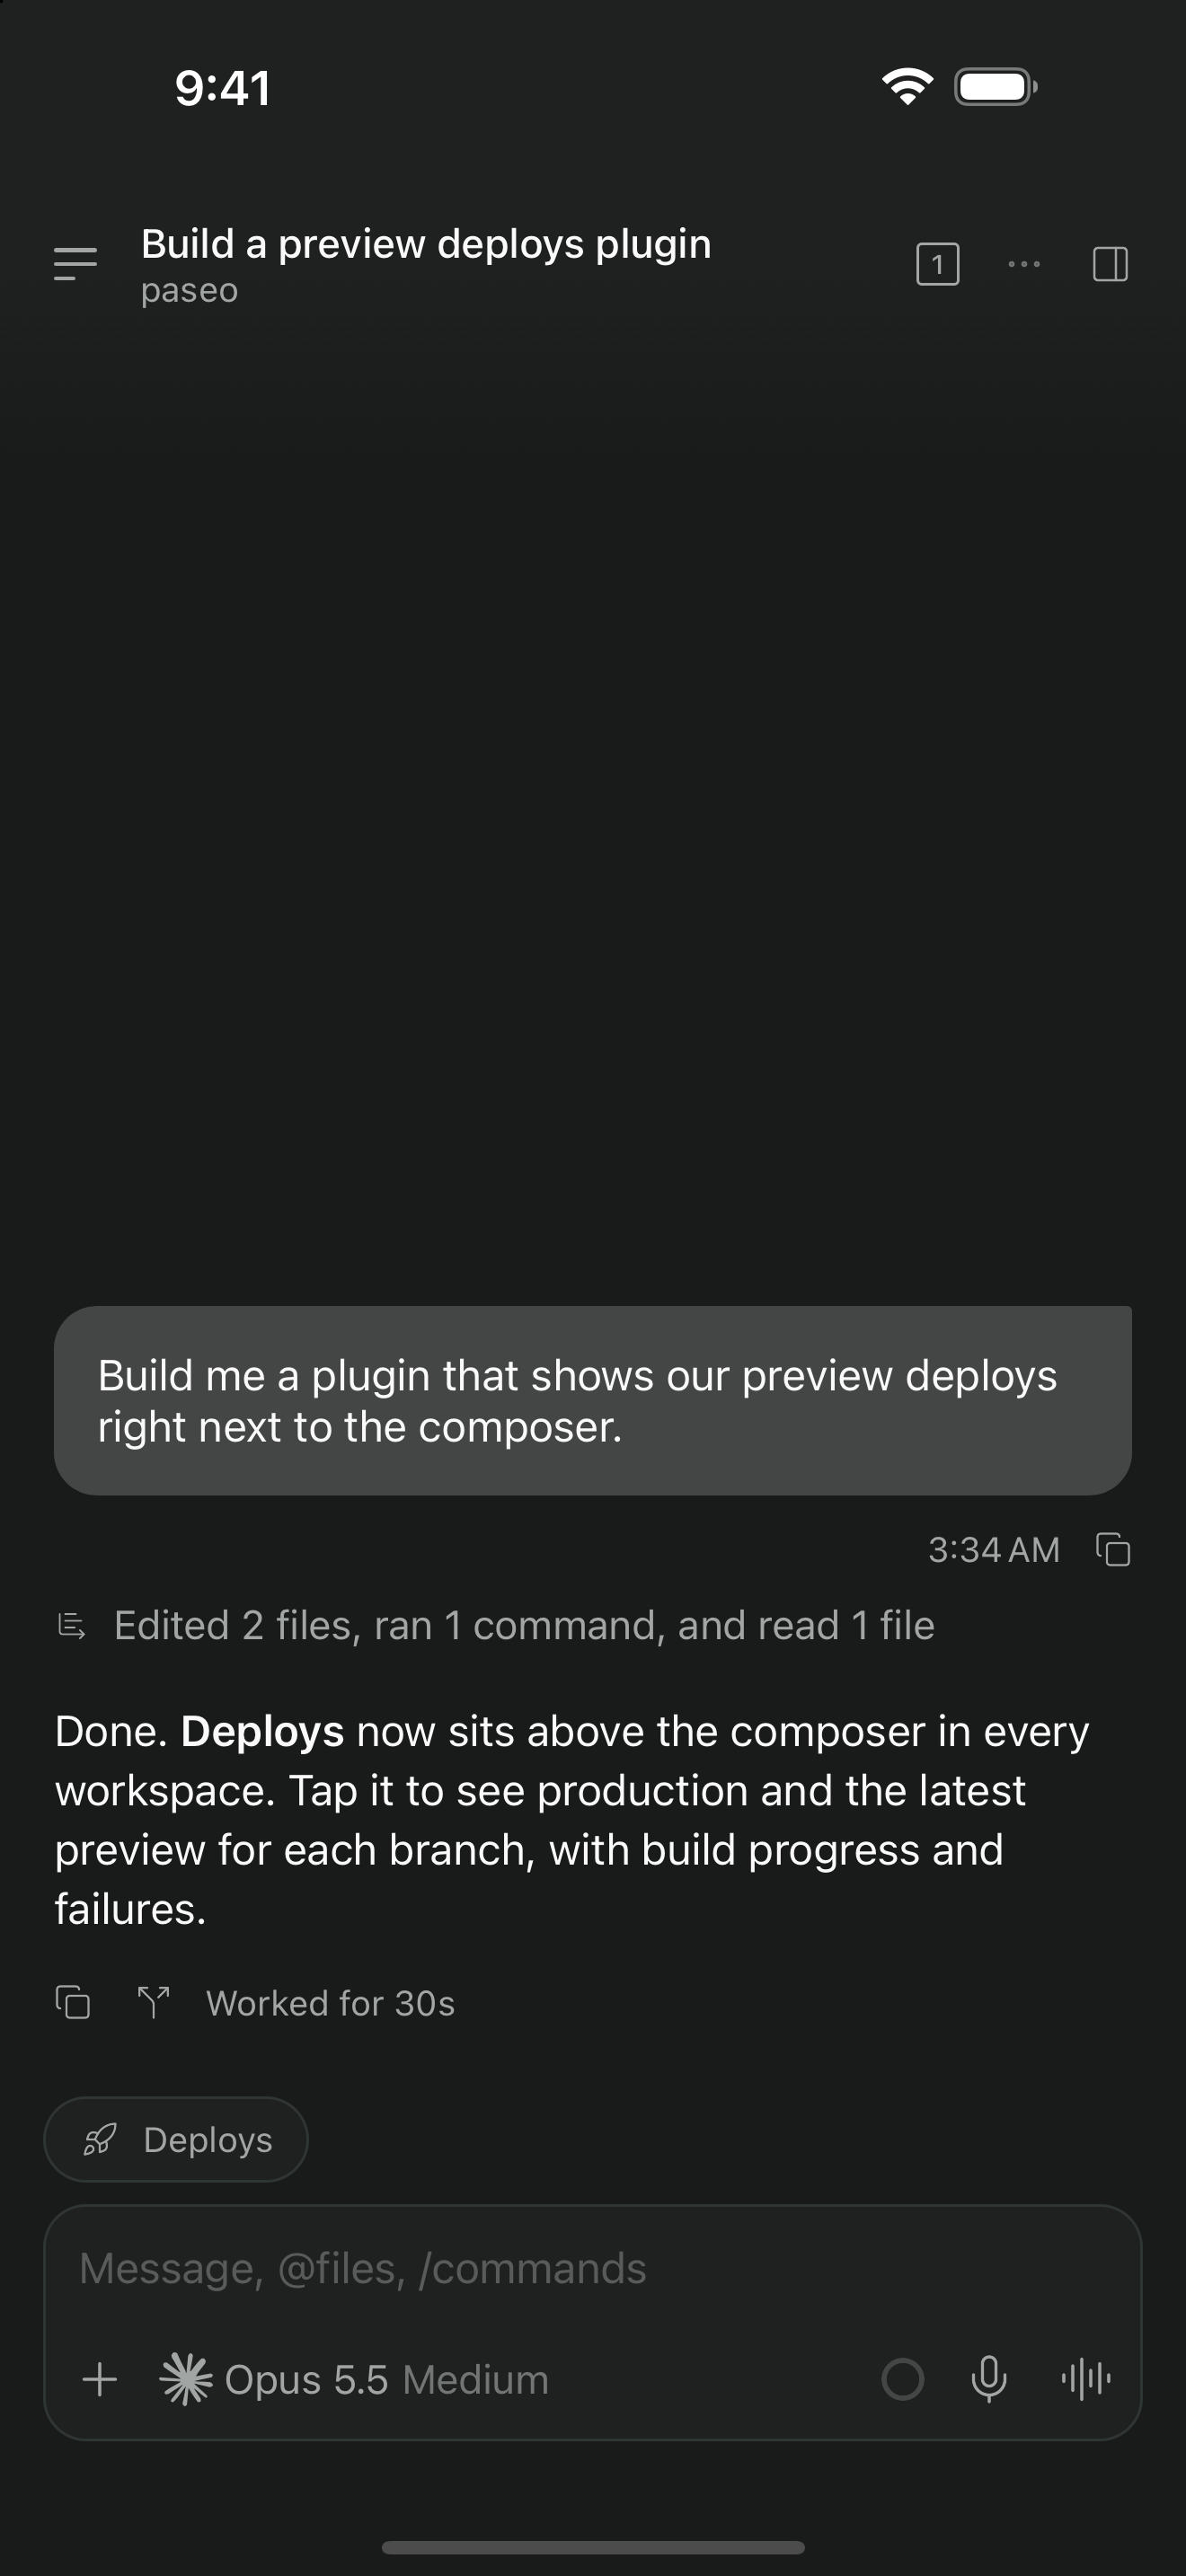 9:41
Build a preview deploys plugin
paseo
1
Build me a plugin that shows our preview deploys
right next to the composer.
3:34 AM
Edited 2 files, ran 1 command, and read 1 file
Done. Deploys now sits above the composer in every
workspace. Tap it to see production and the latest
preview for each branch, with build progress and
failures.
Worked for 30s
Deploys
Message, @files, /commands
Opus 5.5 Medium